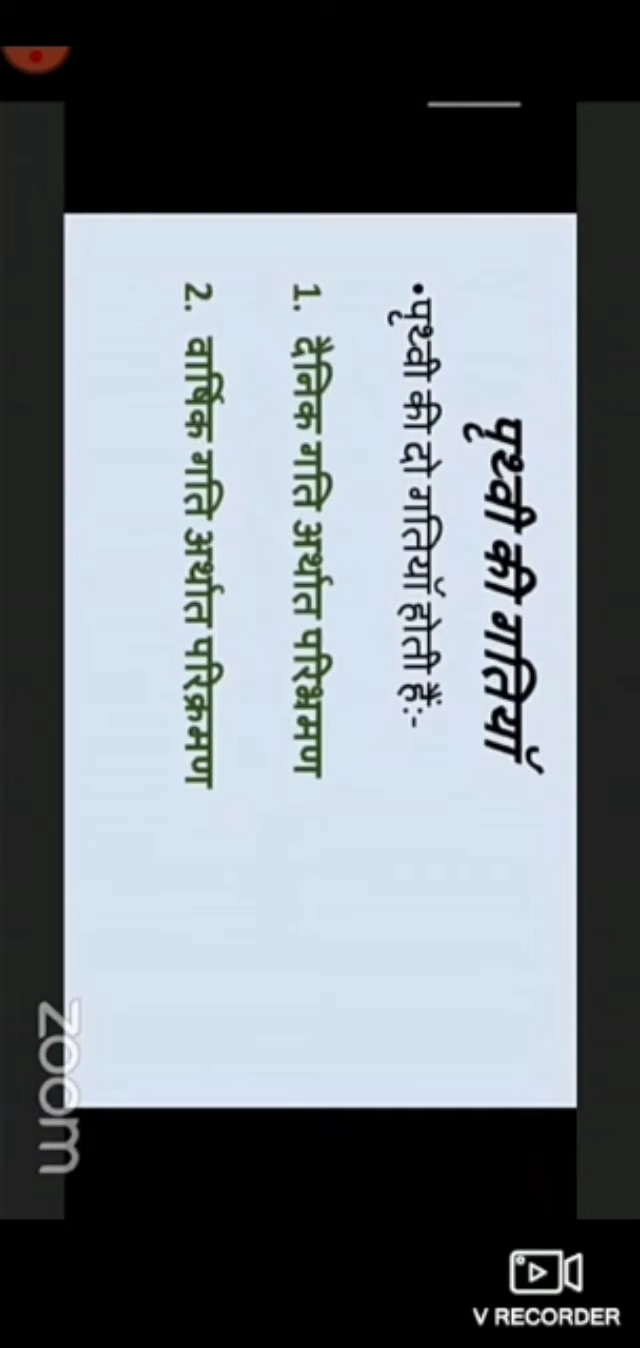 पृथ्वी की गतियाँ
•पृथ्वी की दो गतियाँ होती हैं:-
1. दैनिक गति अर्थात परिभ्रमण
2. वार्षिक गति अर्थात परिक्रमण
zoom
V RECORDER